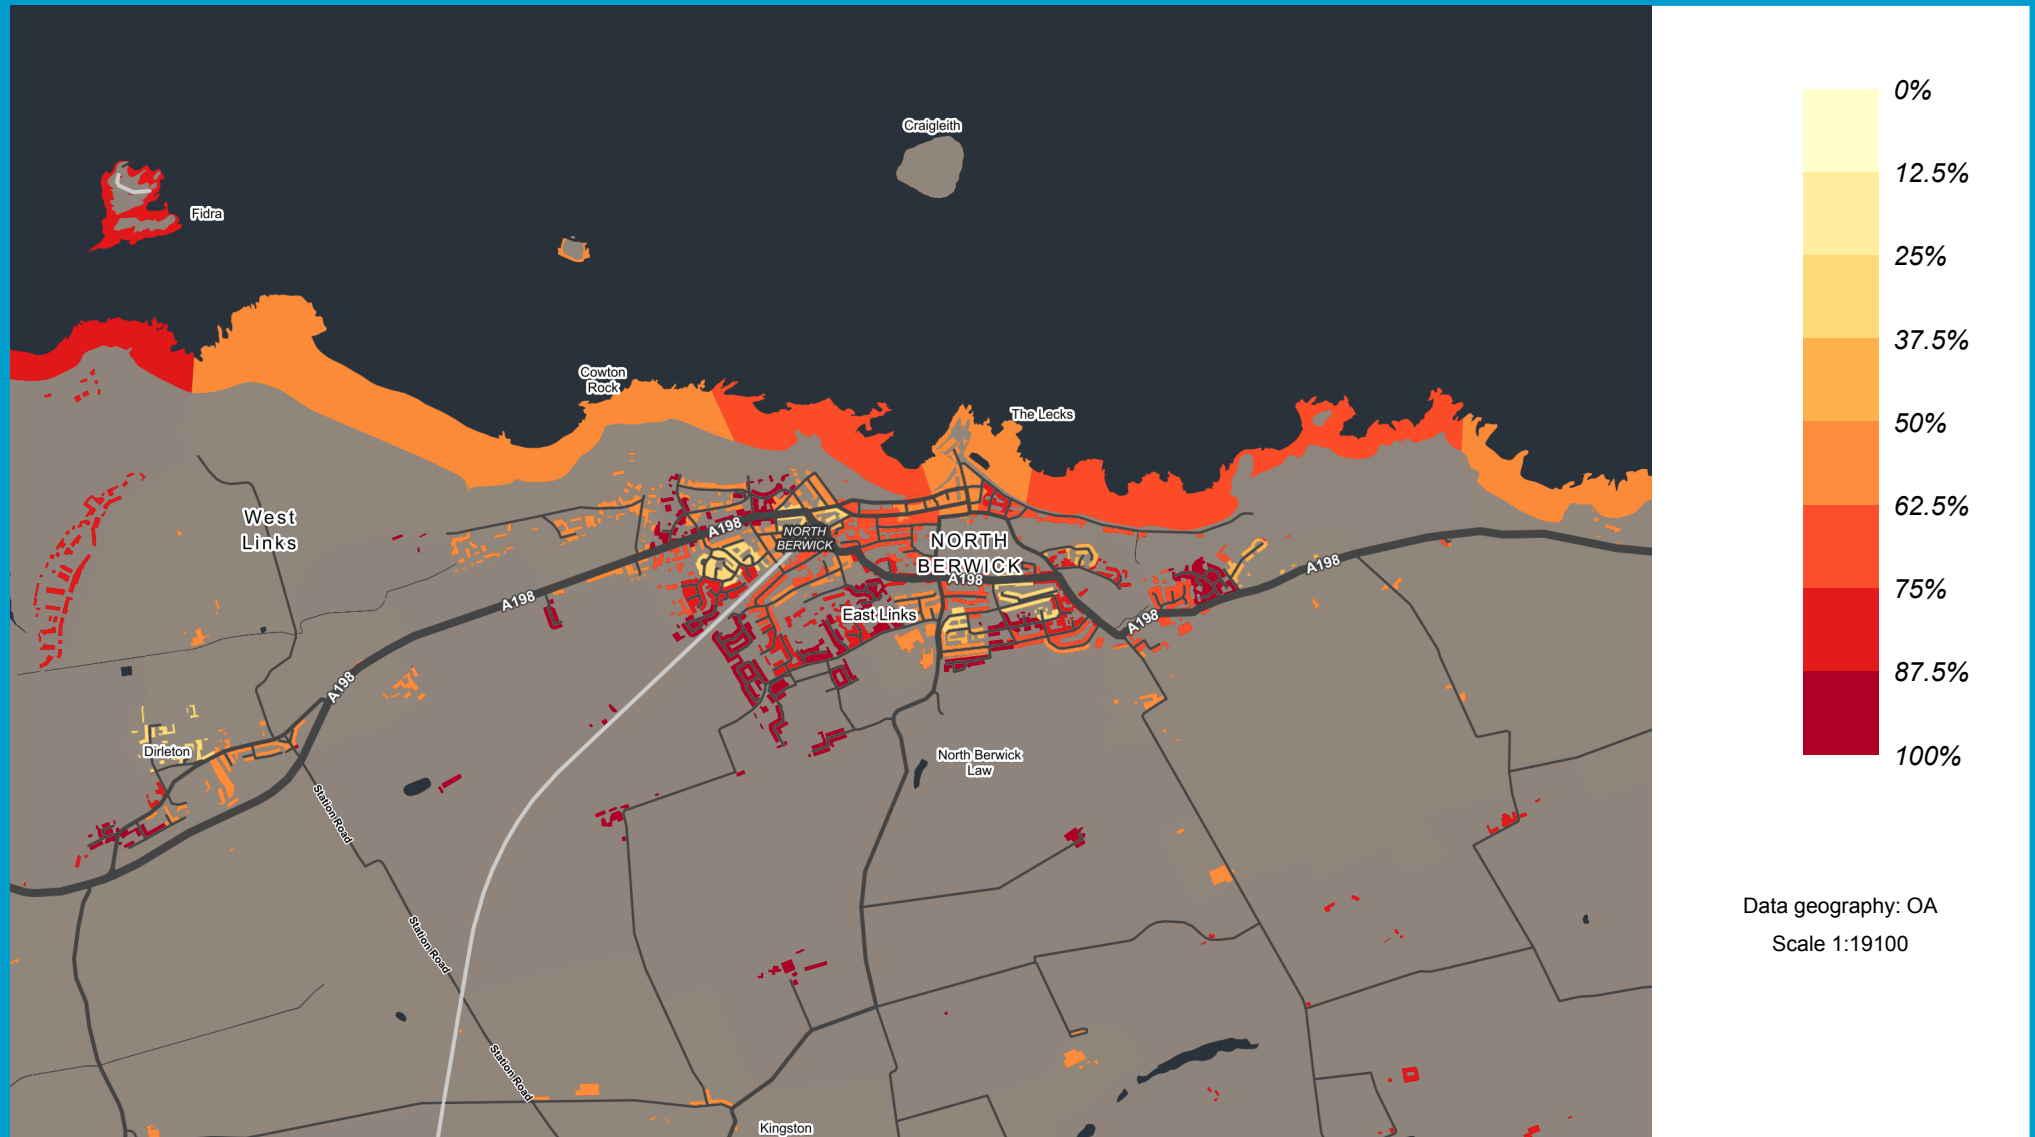 Craigleith
Fidra
Cowton
Rock
The Lecks
West
Links
A198
NORTH
BERWICK
NORTH
BERWICK
A198
A198
A198
A198
East Links
A198
Dirleton
North Berwick
Law
Station Road
Station Road
Station Road
Kingston
0%
12.5%
25%
37.5%
50%
62.5%
75%
87.5%
100%
Data geography: OA
Scale 1:19100